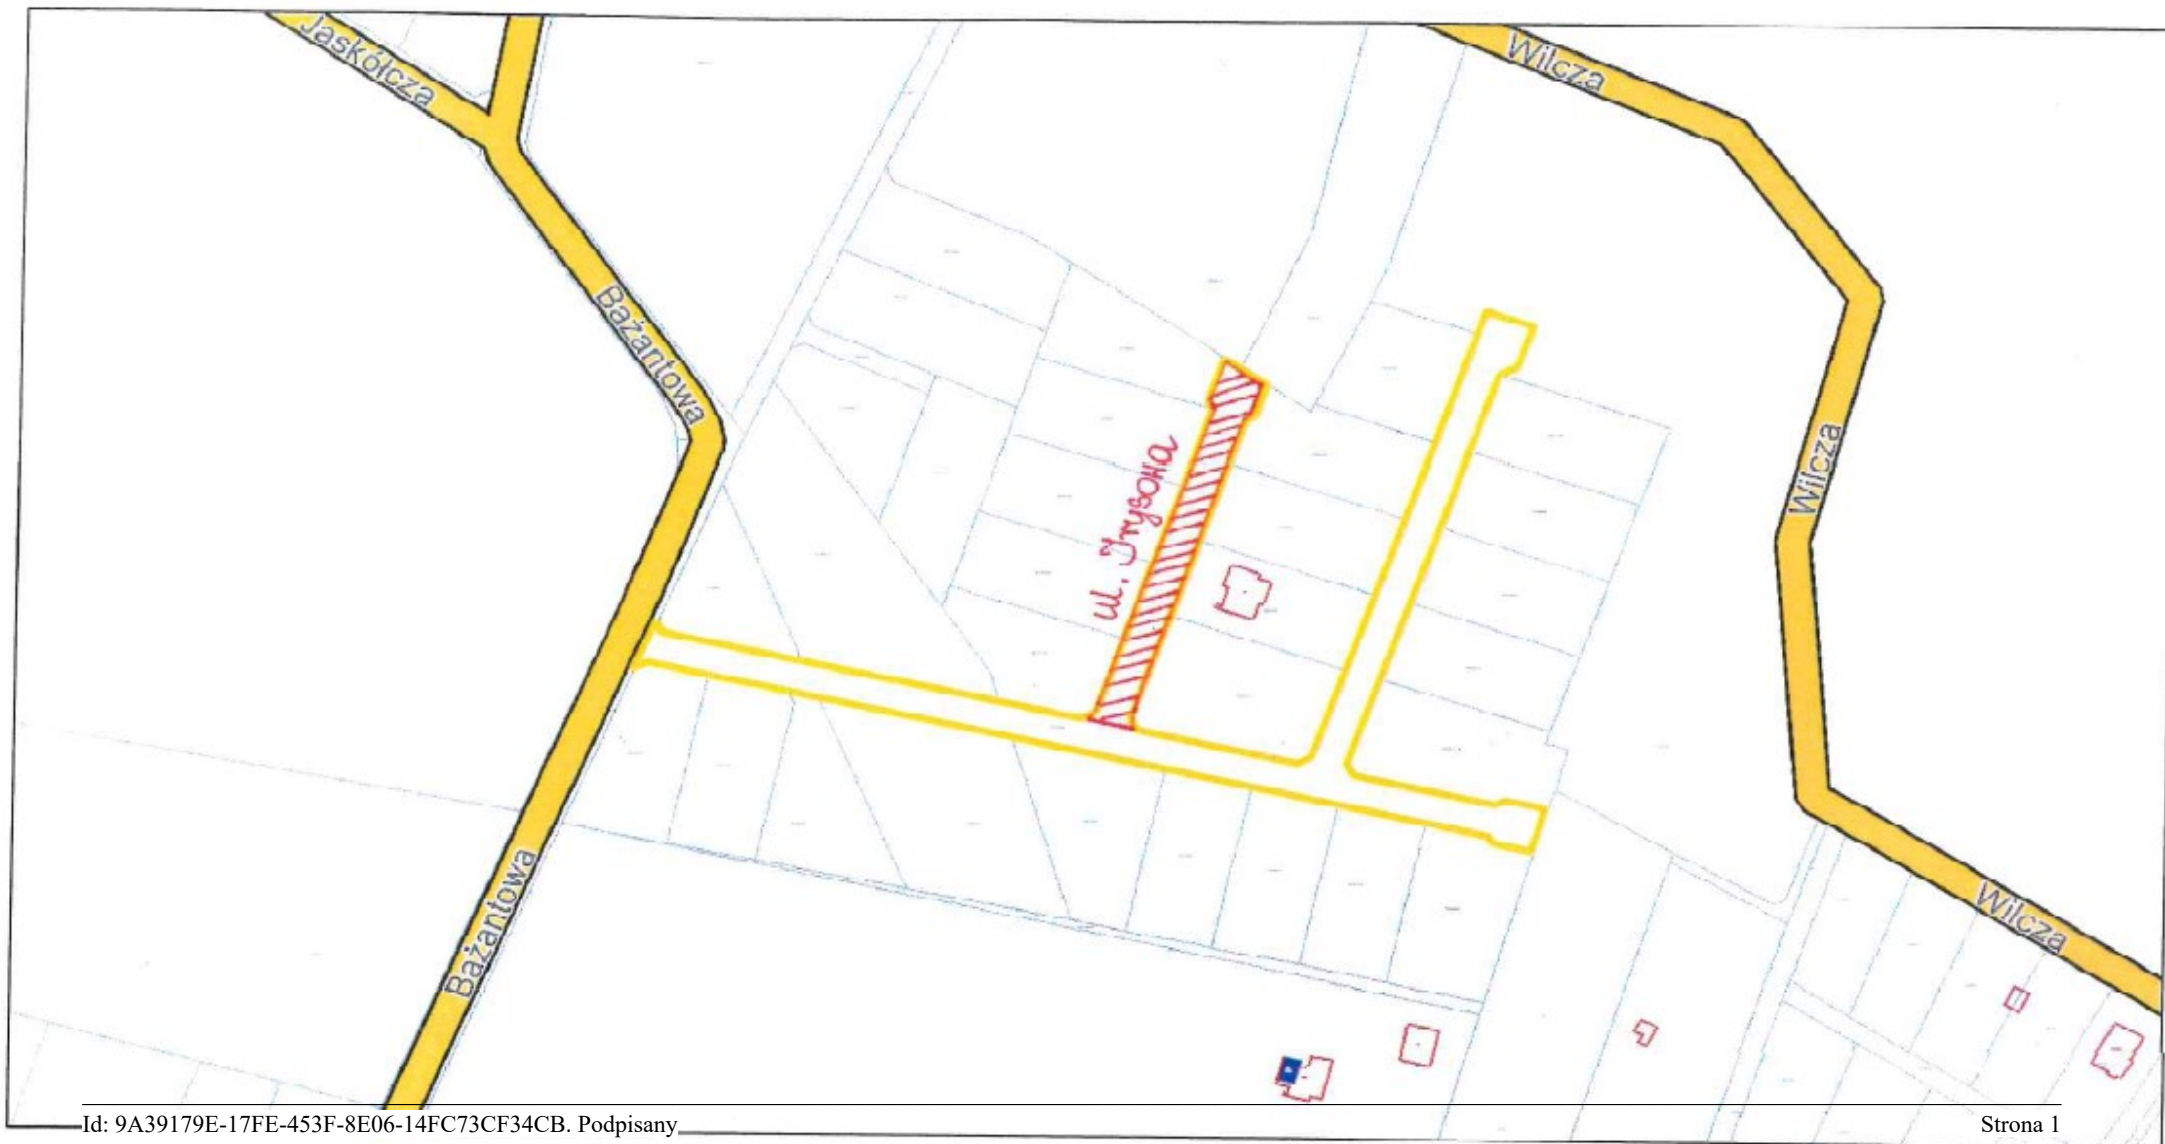 Jaskółcza
Wilcza
Bażantowa
Wilcza
ul. Irysowa
Bażantowa
Wilcza
Id: 9A39179E-17FE-453F-8E06-14FC73CF34CB. Podpisany
Strona 1